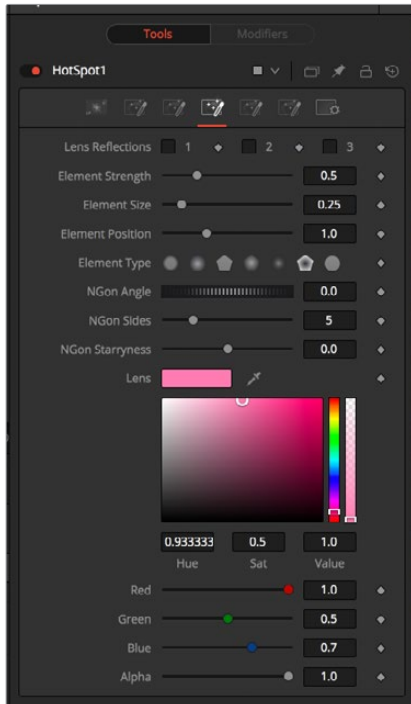 Tools Modifiers
HotSpot1
Lens Reflections 1 2 3
Element Strength 0.5
Element Size 0.25
Element Position 1.0
Element Type
NGon Angle 0.0
NGon Sides 5
NGon Starryness 0.0
Lens
0.933333 0.5 1.0
Hue Sat Value
Red 1.0
Green 0.5
Blue 0.7
Alpha 1.0